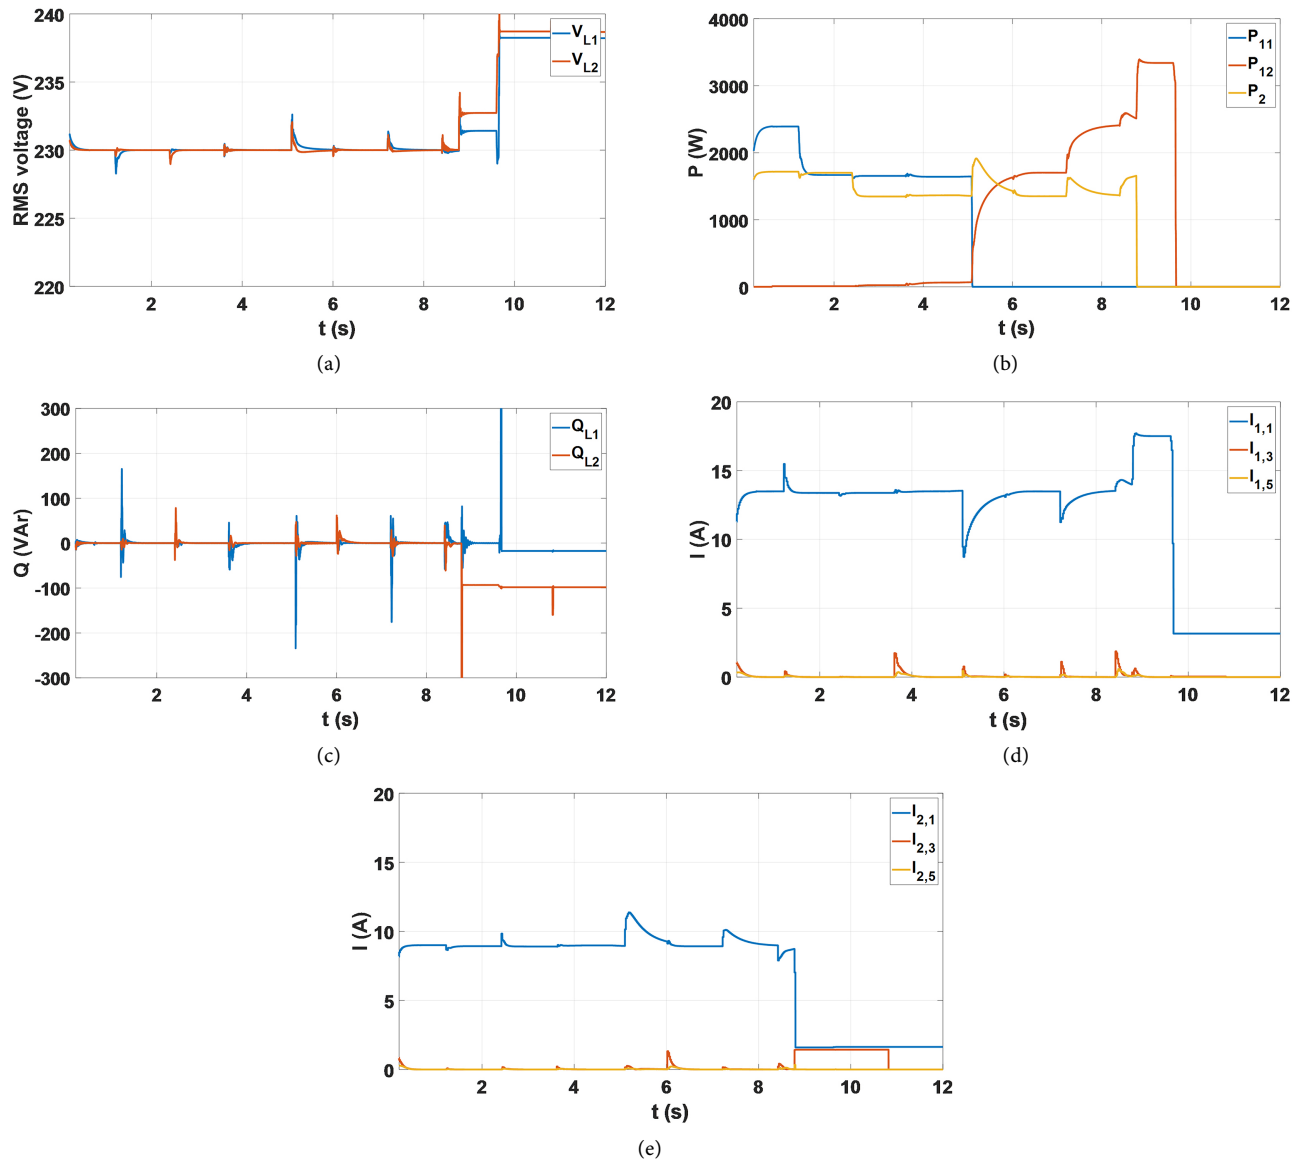 240
235
230
225
220
RMS voltage (V)
V_L1
V_L2
2 4 6 8 10 12
t (s)
(a)
4000
3000
2000
1000
0
P (W)
P_11
P_12
P_2
2 4 6 8 10 12
t (s)
(b)
300
200
100
0
-100
-200
-300
Q (VAr)
Q_L1
Q_L2
2 4 6 8 10 12
t (s)
(c)
20
15
10
5
0
I (A)
I_1,1
I_1,3
I_1,5
2 4 6 8 10 12
t (s)
(d)
20
15
10
5
0
I (A)
I_2,1
I_2,3
I_2,5
2 4 6 8 10 12
t (s)
(e)